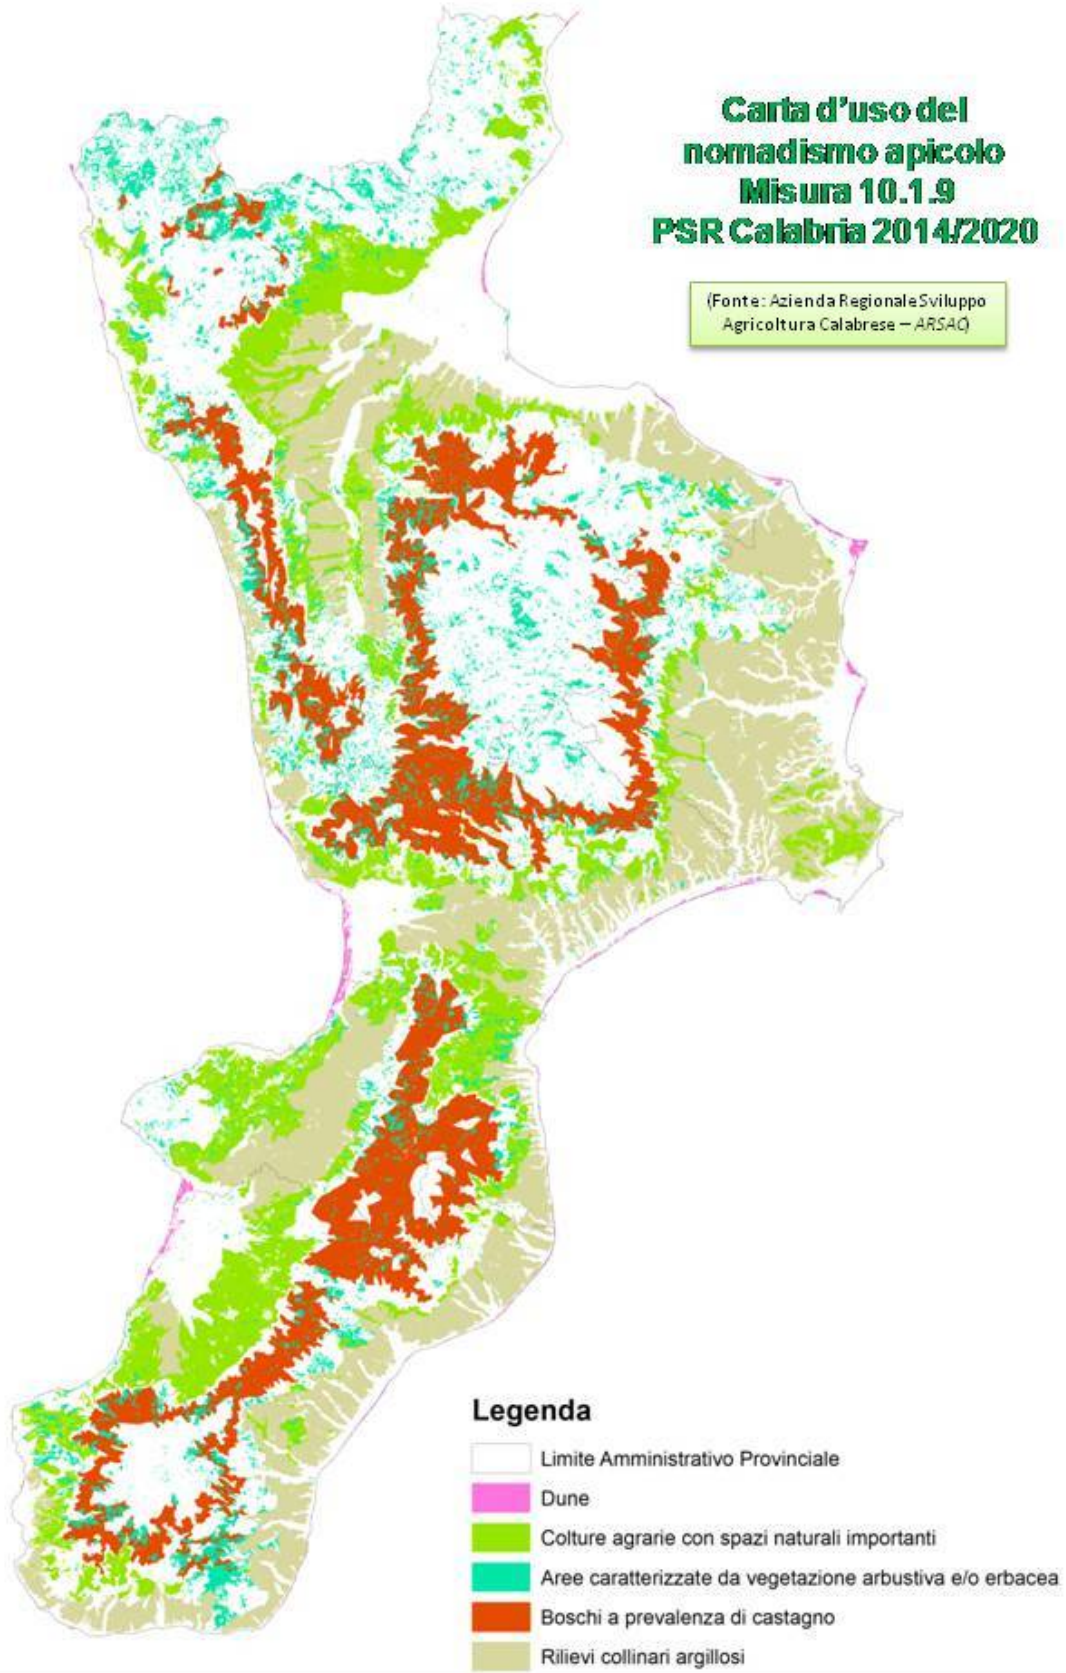 Carta d'uso del
nomadismo apicolo
Misura 10.1.9
PSR Calabria 2014/2020
(Fonte: Azienda Regionale Sviluppo
Agricoltura Calabrese – ARSAC)
Legenda
Limite Amministrativo Provinciale
Dune
Colture agrarie con spazi naturali importanti
Aree caratterizzate da vegetazione arbustiva e/o erbacea
Boschi a prevalenza di castagno
Rilievi collinari argillosi